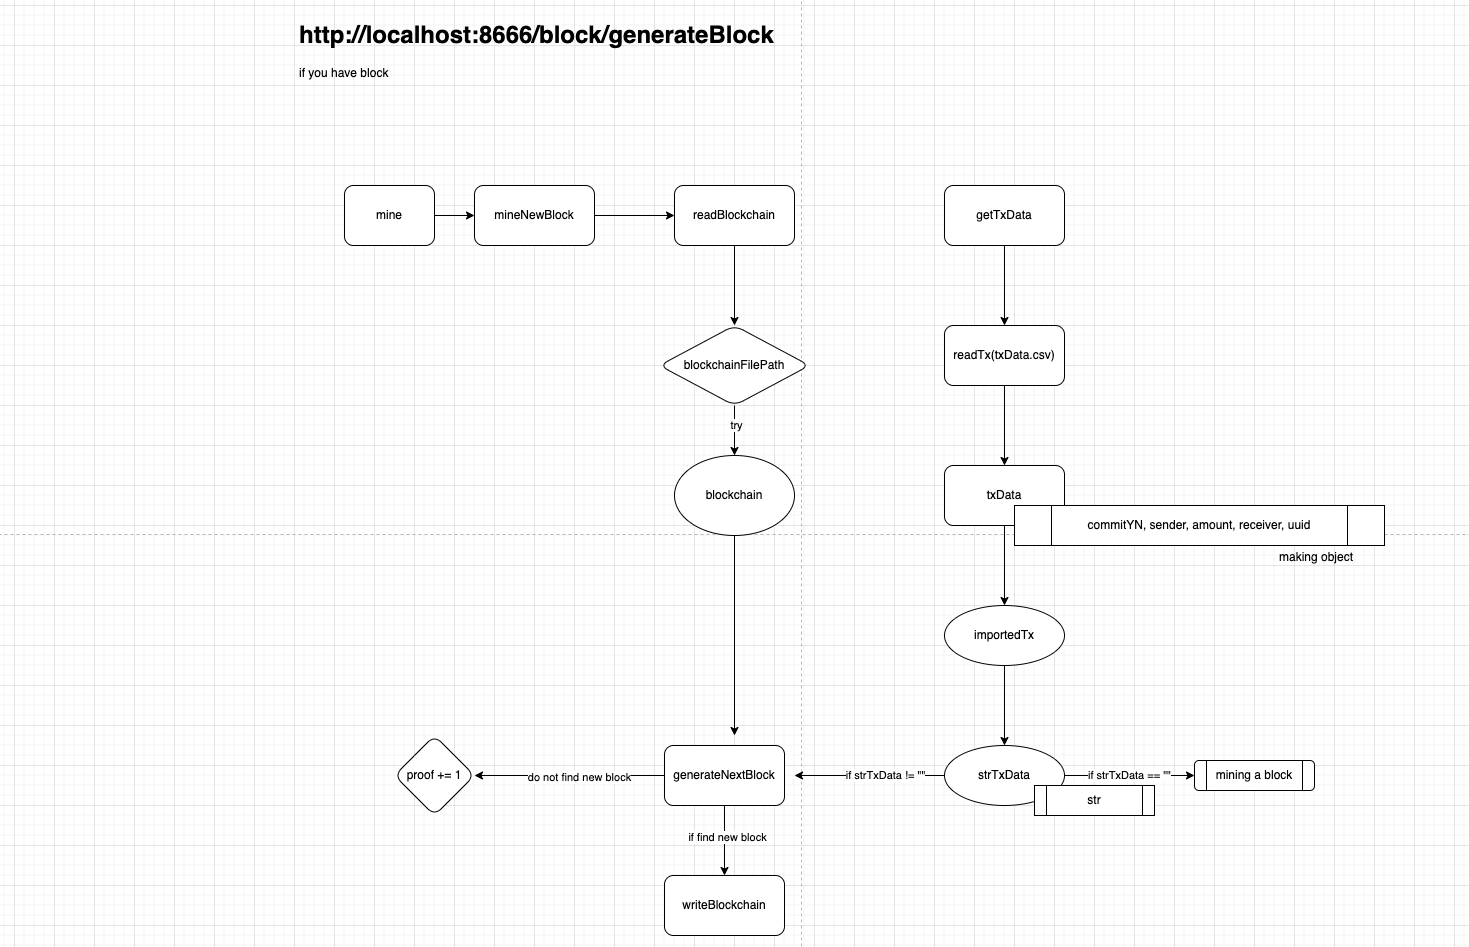 http://localhost:8666/block/generateBlock
if you have block
mine
mineNewBlock
readBlockchain
getTxData
blockchainFilePath
readTx(txData.csv)
try
blockchain
txData
commitYN, sender, amount, receiver, uuid
making object
importedTx
proof += 1
do not find new block
generateNextBlock
if strTxData != ""
strTxData
if strTxData == ""
mining a block
str
if find new block
writeBlockchain